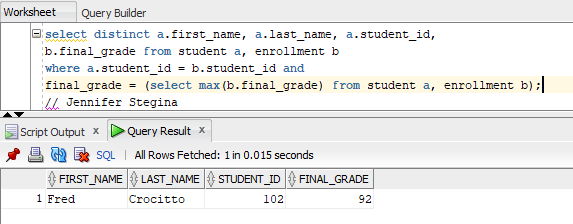 Worksheet Query Builder
select distinct a.first_name, a.last_name, a.student_id,
b.final_grade from student a, enrollment b
where a.student_id = b.student_id and
final_grade = (select max(b.final_grade) from student a, enrollment b);
// Jennifer Stegina
Script Output x Query Result x
SQL | All Rows Fetched: 1 in 0.015 seconds
FIRST_NAME LAST_NAME STUDENT_ID FINAL_GRADE
1 Fred Crocitto 102 92